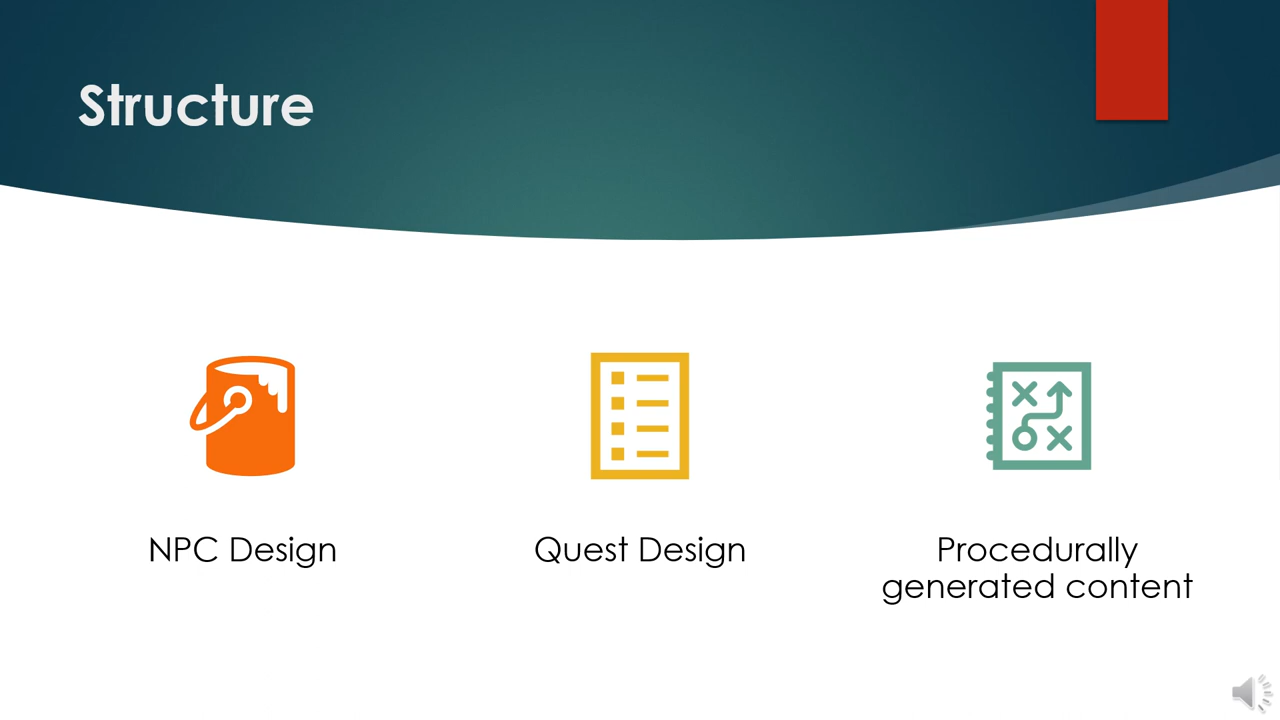 Structure
NPC Design
Quest Design
Procedurally
generated content